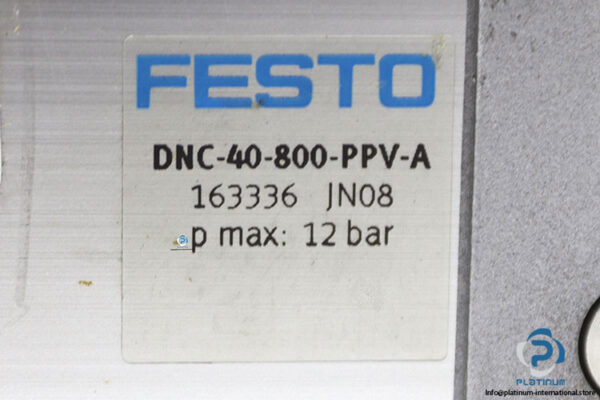 FESTO
DNC-40-800-PPV-A
163336 JN08
p max: 12 bar
PLATINUM
Info@platinum-international.store